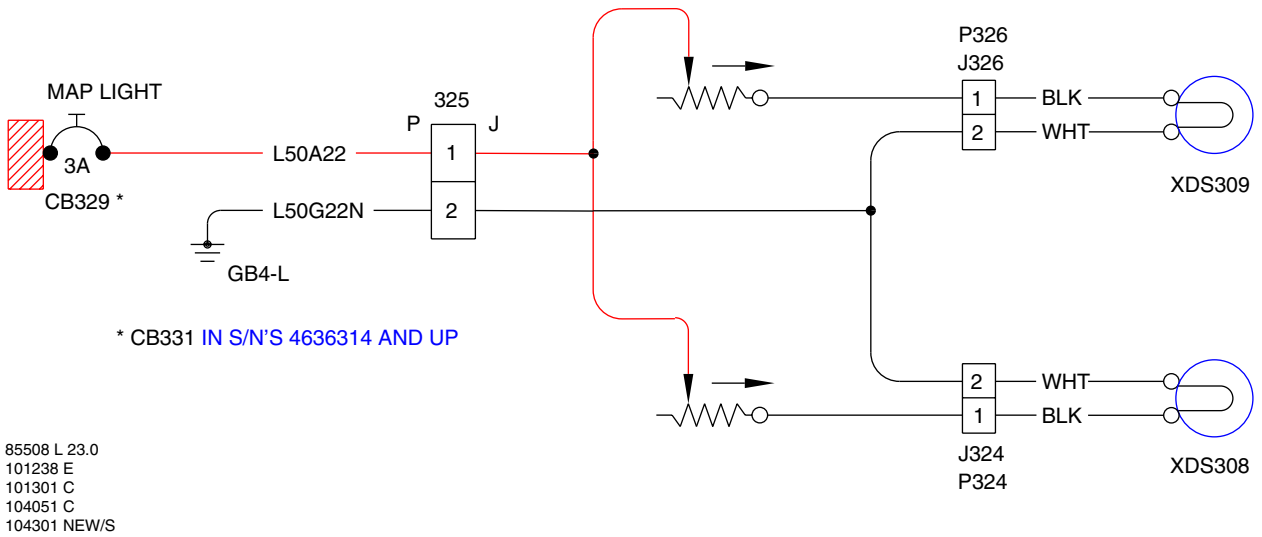 P326
J326
MAP LIGHT
325
P
J
1
BLK
2
WHT
3A
L50A22
1
XDS309
CB329 *
L50G22N
2
GB4-L
* CB331 IN S/N'S 4636314 AND UP
2
WHT
1
BLK
XDS308
J324
P324
85508 L 23.0
101238 E
101301 C
104051 C
104301 NEW/S